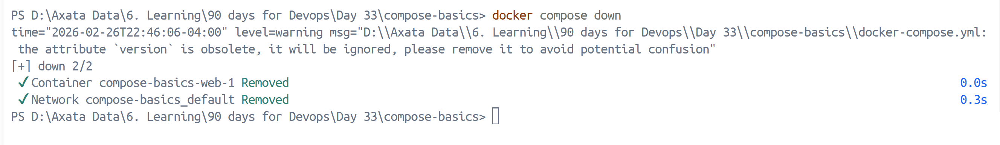 PS D:\Axata Data\6. Learning\90 days for Devops\Day 33\compose-basics> docker compose down
time="2026-02-26T22:46:06-04:00" level=warning msg="D:\\Axata Data\\6. Learning\\90 days for Devops\\Day 33\\compose-basics\\docker-compose.yml:
 the attribute `version` is obsolete, it will be ignored, please remove it to avoid potential confusion"
[+] down 2/2
 ✔Container compose-basics-web-1 Removed 0.0s
 ✔Network compose-basics_default Removed 0.3s
PS D:\Axata Data\6. Learning\90 days for Devops\Day 33\compose-basics>